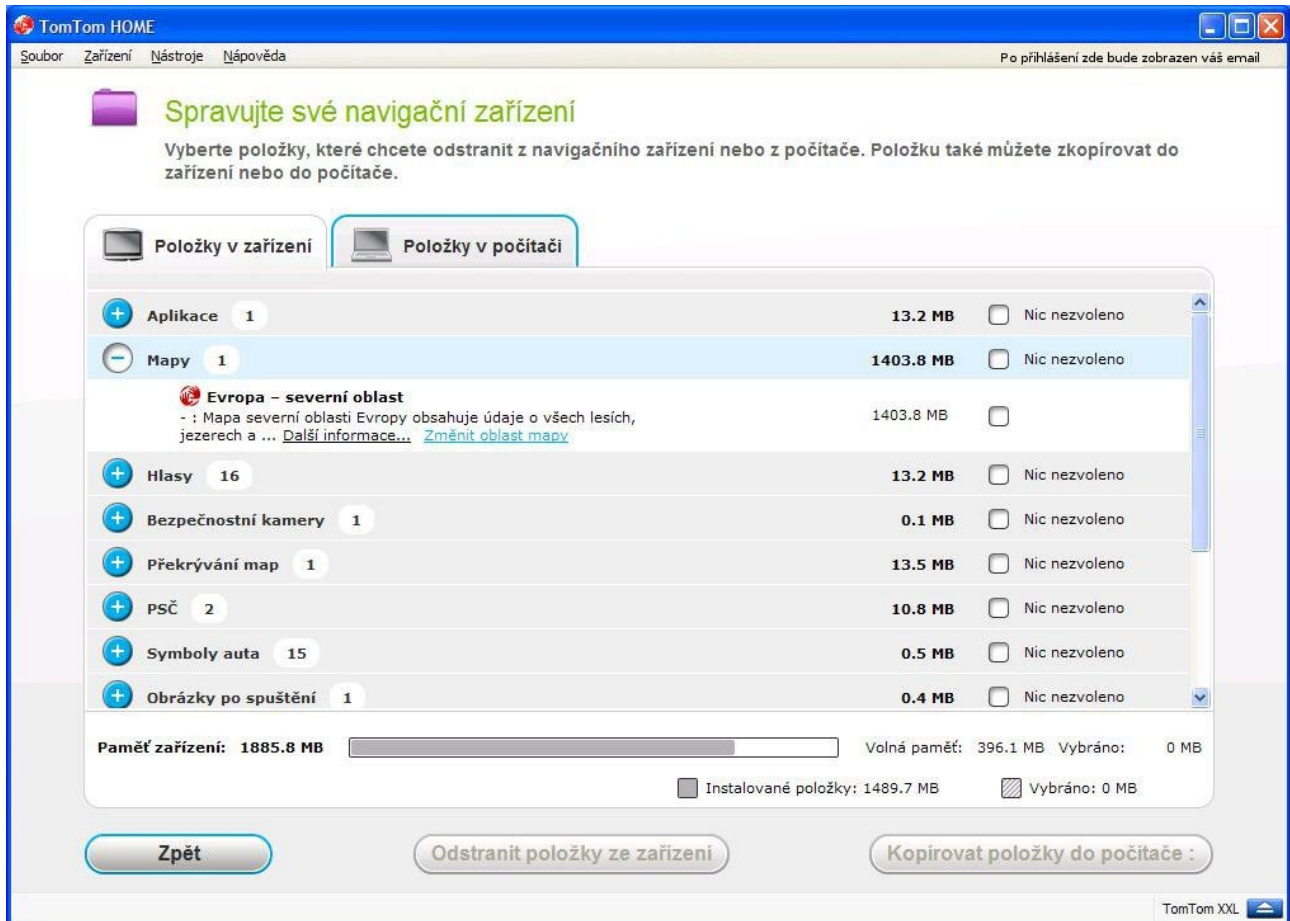 TomTom HOME
Soubor Zařízení Nástroje Nápověda Po přihlášení zde bude zobrazen váš email
Spravujte své navigační zařízení
Vyberte položky, které chcete odstranit z navigačního zařízení nebo z počítače. Položku také můžete zkopírovat do
zařízení nebo do počítače.
Položky v zařízení Položky v počítači
Aplikace 1 13.2 MB Nic nezvoleno
Mapy 1 1403.8 MB Nic nezvoleno
Evropa – severní oblast
- : Mapa severní oblasti Evropy obsahuje údaje o všech lesích, 1403.8 MB
jezerech a ... Další informace... Změnit oblast mapy
Hlasy 16 13.2 MB Nic nezvoleno
Bezpečnostní kamery 1 0.1 MB Nic nezvoleno
Překrývání map 1 13.5 MB Nic nezvoleno
PSČ 2 10.8 MB Nic nezvoleno
Symboly auta 15 0.5 MB Nic nezvoleno
Obrázky po spuštění 1 0.4 MB Nic nezvoleno
Paměť zařízení: 1885.8 MB Volná paměť: 396.1 MB Vybráno: 0 MB
Instalované položky: 1489.7 MB Vybráno: 0 MB
Zpět Odstranit položky ze zařízení Kopírovat položky do počítače :
TomTom XXL